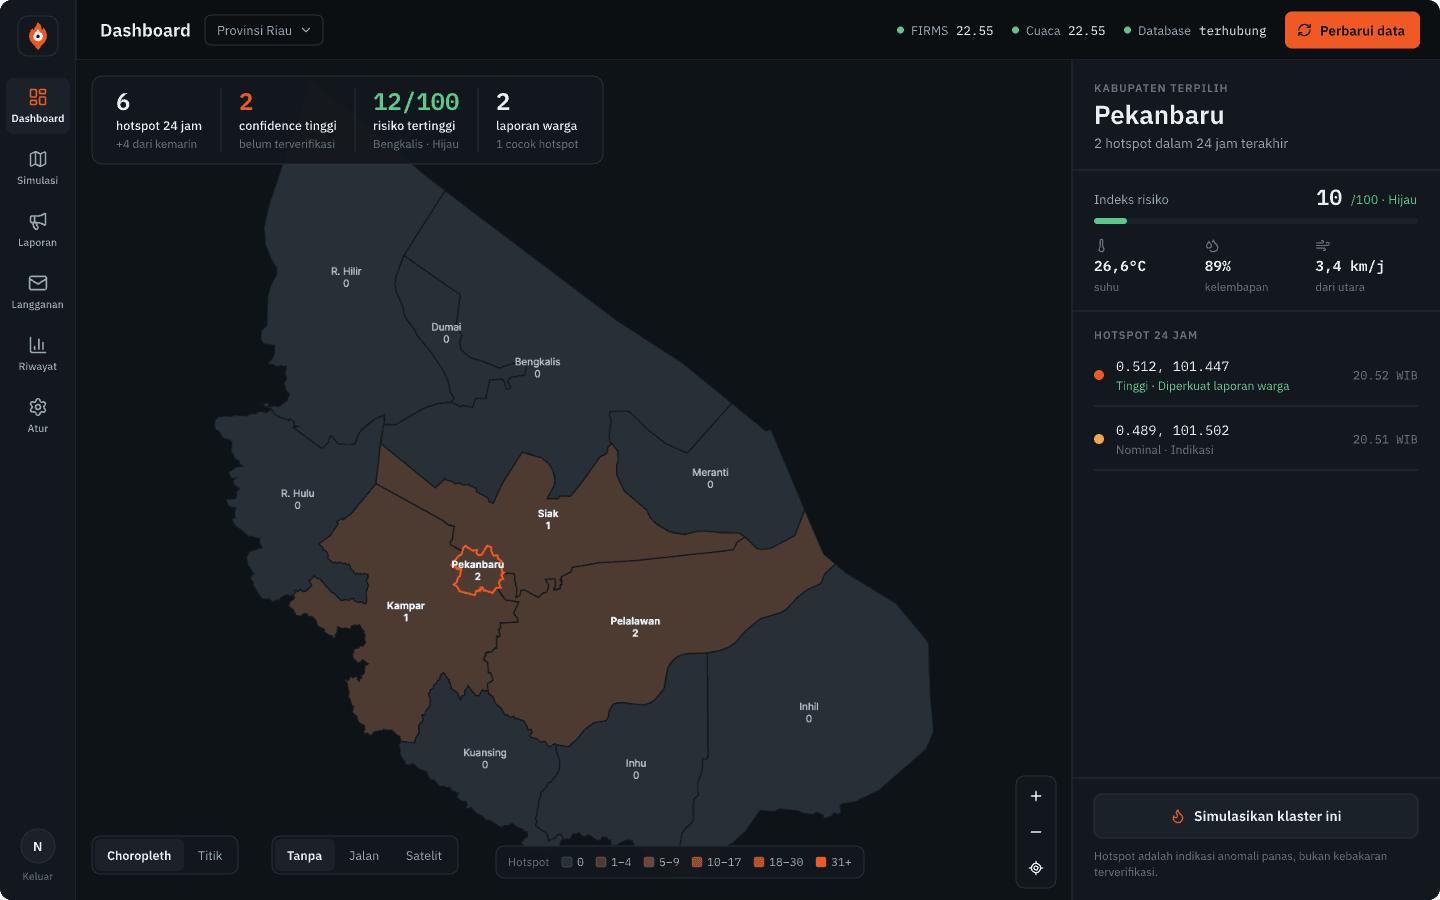 Dashboard
Provinsi Riau
FIRMS 22.55
Cuaca 22.55
Database terhubung
Perbarui data
Dashboard
Simulasi
Laporan
Langganan
Riwayat
Atur
N
Keluar
6
hotspot 24 jam
+4 dari kemarin
2
confidence tinggi
belum terverifikasi
12/100
risiko tertinggi
Bengkalis · Hijau
2
laporan warga
1 cocok hotspot
R. Hilir
0
Dumai
0
Bengkalis
0
Meranti
0
R. Hulu
0
Siak
1
Pekanbaru
2
Kampar
1
Pelalawan
2
Inhil
0
Kuansing
0
Inhu
0
Choropleth
Titik
Tanpa
Jalan
Satelit
Hotspot 0 1–4 5–9 10–17 18–30 31+
+
−
KABUPATEN TERPILIH
Pekanbaru
2 hotspot dalam 24 jam terakhir
Indeks risiko 10 /100 · Hijau
26,6°C
suhu
89%
kelembapan
3,4 km/j
dari utara
HOTSPOT 24 JAM
0.512, 101.447
Tinggi · Diperkuat laporan warga
20.52 WIB
0.489, 101.502
Nominal · Indikasi
20.51 WIB
Simulasikan klaster ini
Hotspot adalah indikasi anomali panas, bukan kebakaran
terverifikasi.